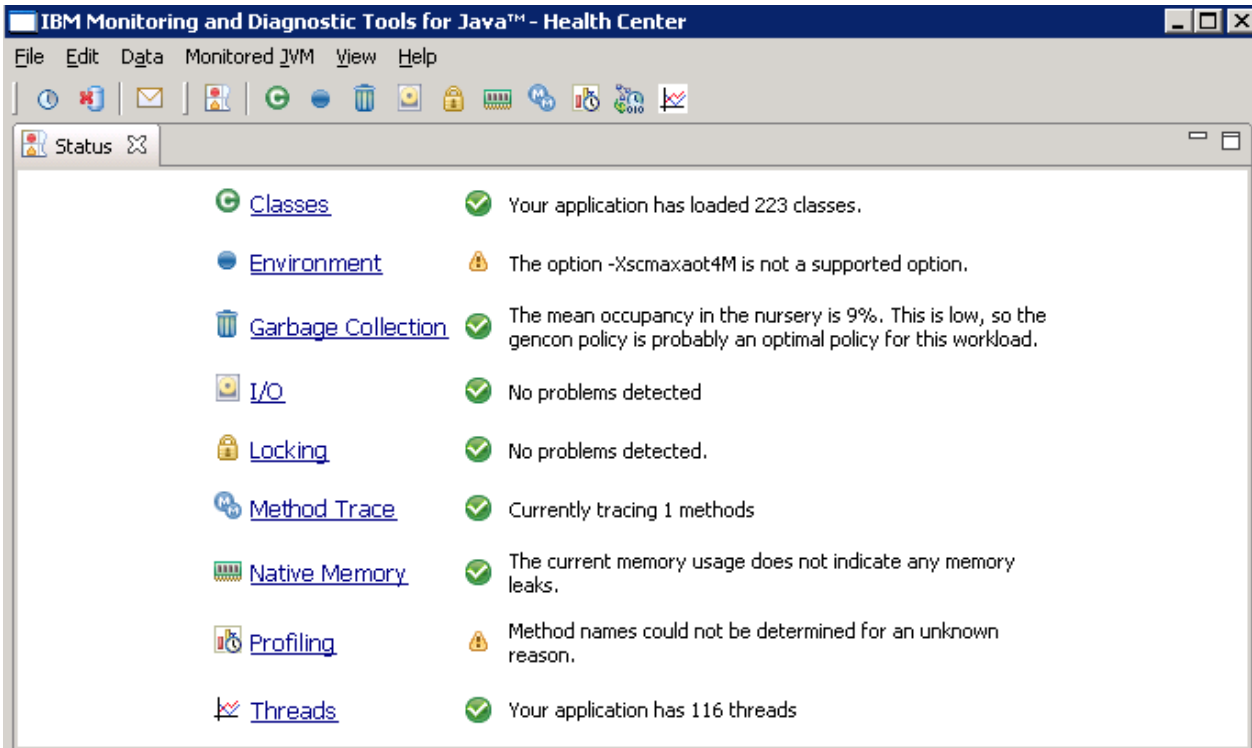 IBM Monitoring and Diagnostic Tools for Java™ - Health Center
File Edit Data Monitored JVM View Help
Status
Classes Your application has loaded 223 classes.
Environment The option -Xscmaxaot4M is not a supported option.
Garbage Collection The mean occupancy in the nursery is 9%. This is low, so the
gencon policy is probably an optimal policy for this workload.
I/O No problems detected
Locking No problems detected.
Method Trace Currently tracing 1 methods
Native Memory The current memory usage does not indicate any memory
leaks.
Profiling Method names could not be determined for an unknown
reason.
Threads Your application has 116 threads